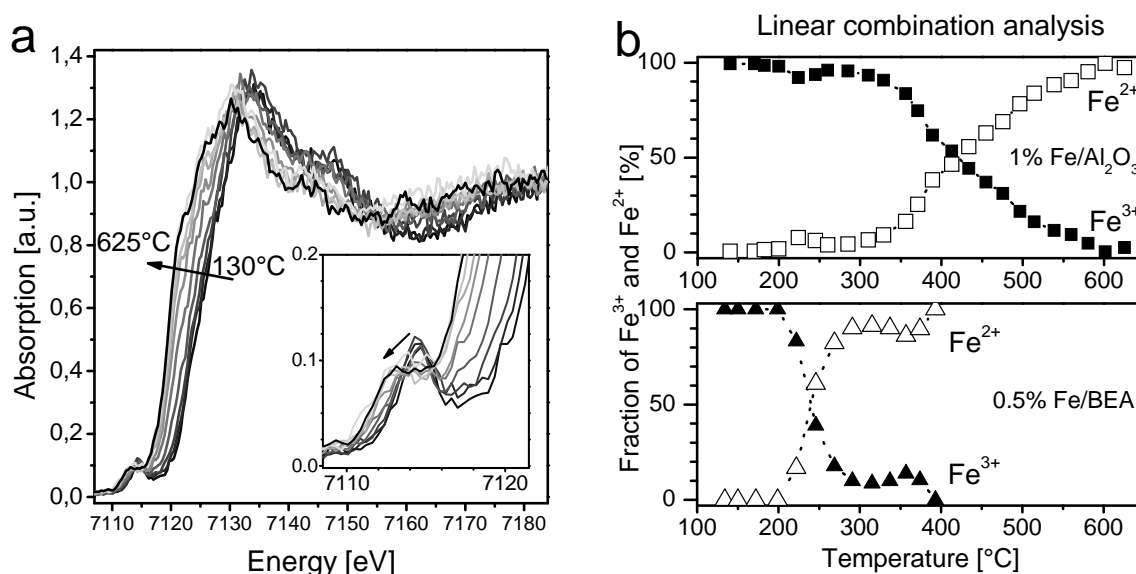 a
1,4
1,2
1,0
0,8
0,6
0,4
0,2
0,0
Absorption [a.u.]
625°C
130°C
0.2
0.1
0.0
7110
7120
7110 7120 7130 7140 7150 7160 7170 7180
Energy [eV]
b
Linear combination analysis
100
50
0
Fe²⁺
1% Fe/Al₂O₃
Fe³⁺
100 200 300 400 500 600
100
50
0
Fe²⁺
0.5% Fe/BEA
Fe³⁺
100 200 300 400 500 600
Fraction of Fe³⁺ and Fe²⁺ [%]
Temperature [°C]